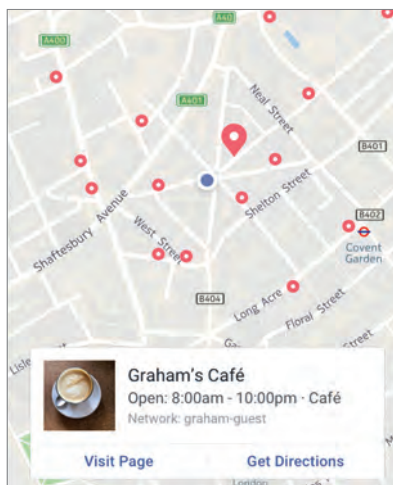 A40
A400
Neal Street
A401
B401
Shelton Street
Shaftesbury Avenue
B402
West Street
Covent
Garden
B404
Long Acre
Floral Street
Street
Graham's Café
Open: 8:00am - 10:00pm · Café
Network: graham-guest
Visit Page
Get Directions
London